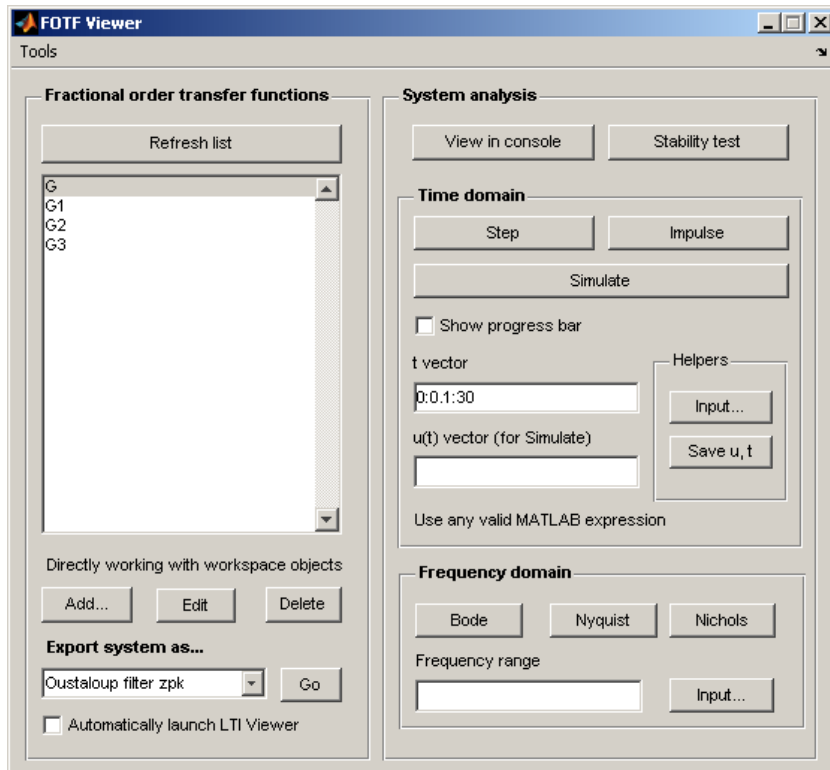 FOTF Viewer
Tools
Fractional order transfer functions
Refresh list
G
G1
G2
G3
Directly working with workspace objects
Add... Edit Delete
Export system as...
Oustaloup filter zpk Go
Automatically launch LTI Viewer
System analysis
View in console Stability test
Time domain
Step Impulse
Simulate
Show progress bar
t vector
0:0.1:30
u(t) vector (for Simulate)
Helpers
Input...
Save u, t
Use any valid MATLAB expression
Frequency domain
Bode Nyquist Nichols
Frequency range
Input...